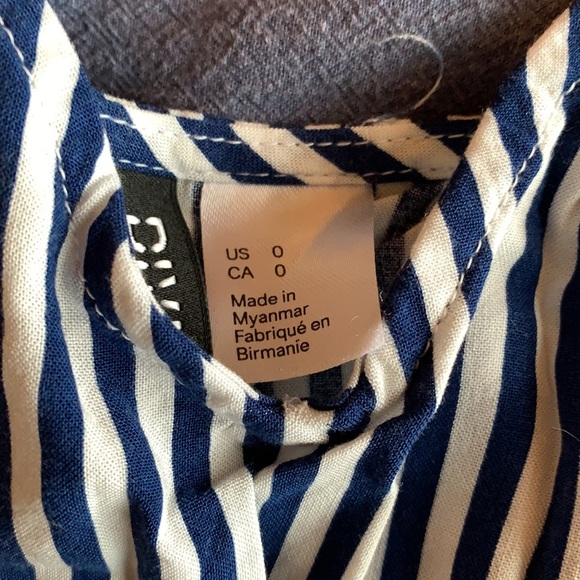 US 0
CA 0
Made in
Myanmar
Fabriqué en
Birmanie